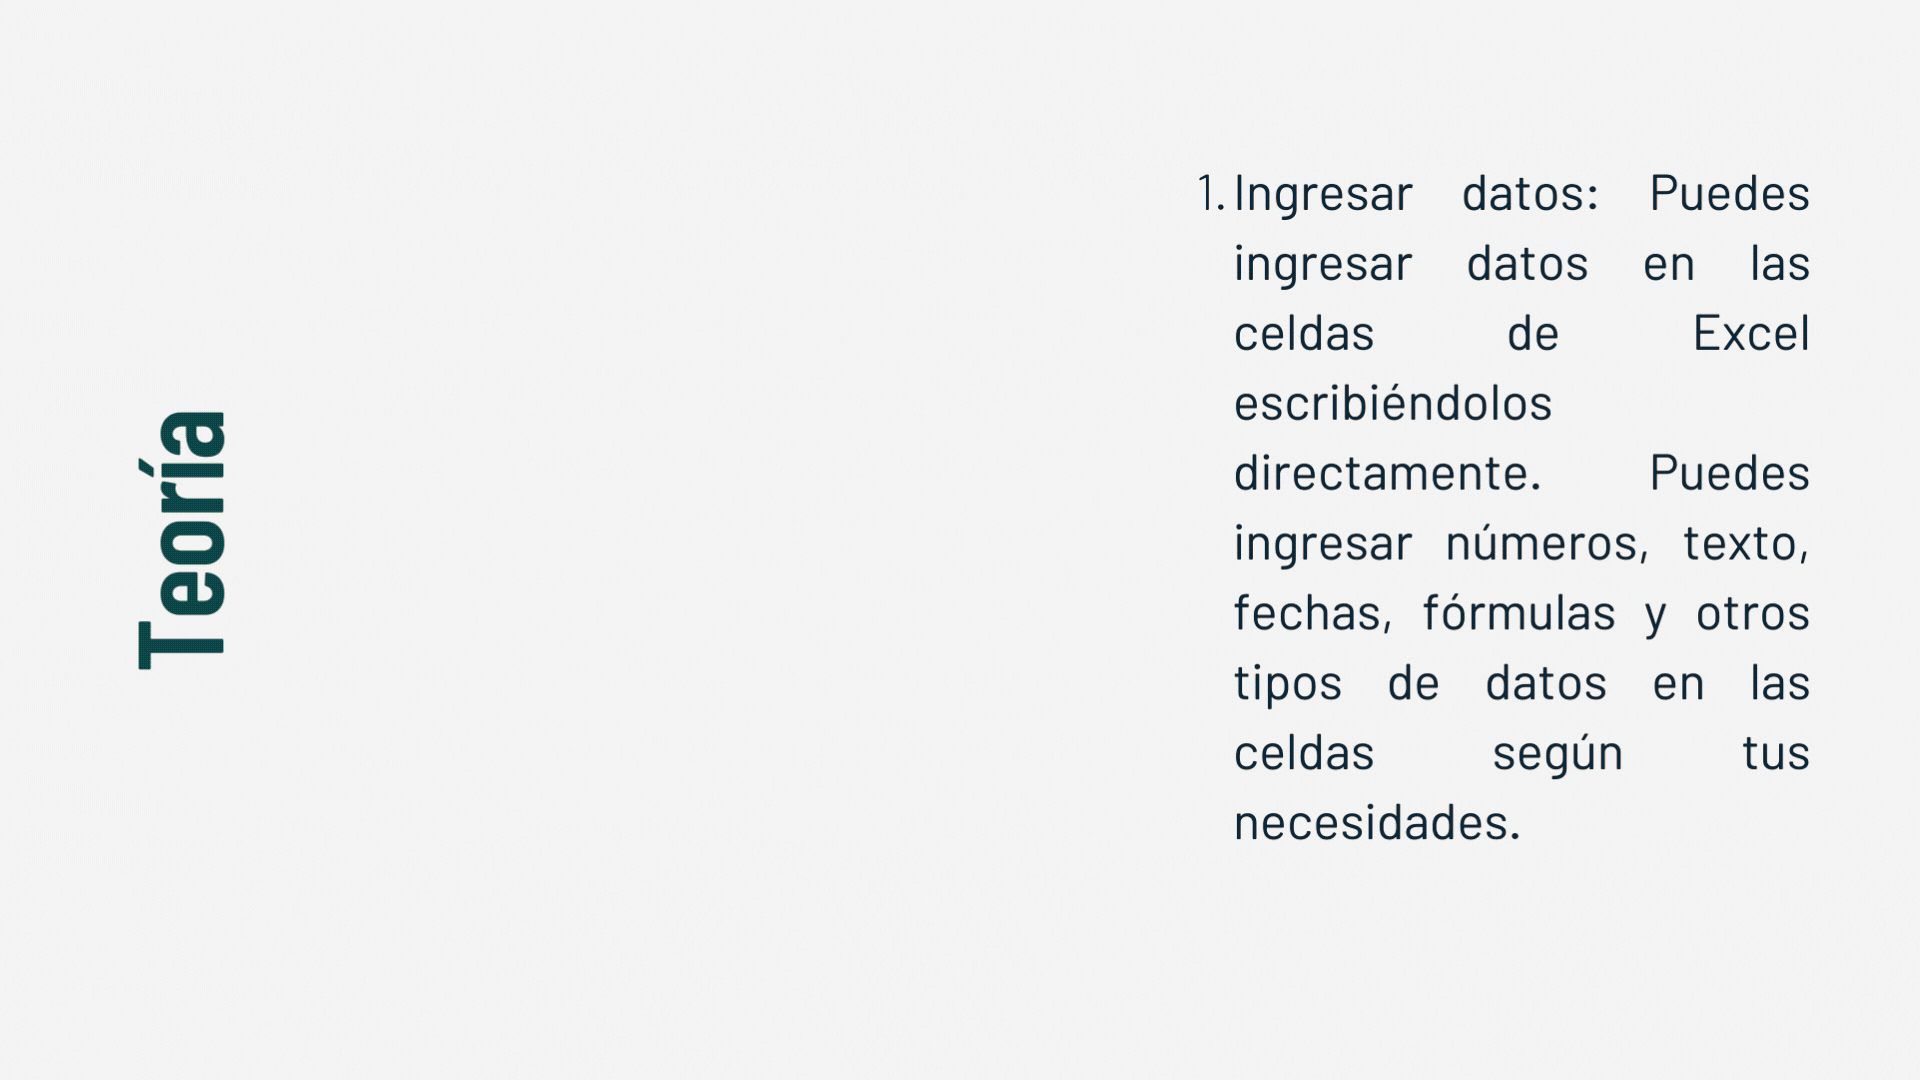 Teoría
1. Ingresar datos: Puedes
ingresar datos en las
celdas de Excel
escribiéndolos
directamente. Puedes
ingresar números, texto,
fechas, fórmulas y otros
tipos de datos en las
celdas según tus
necesidades.